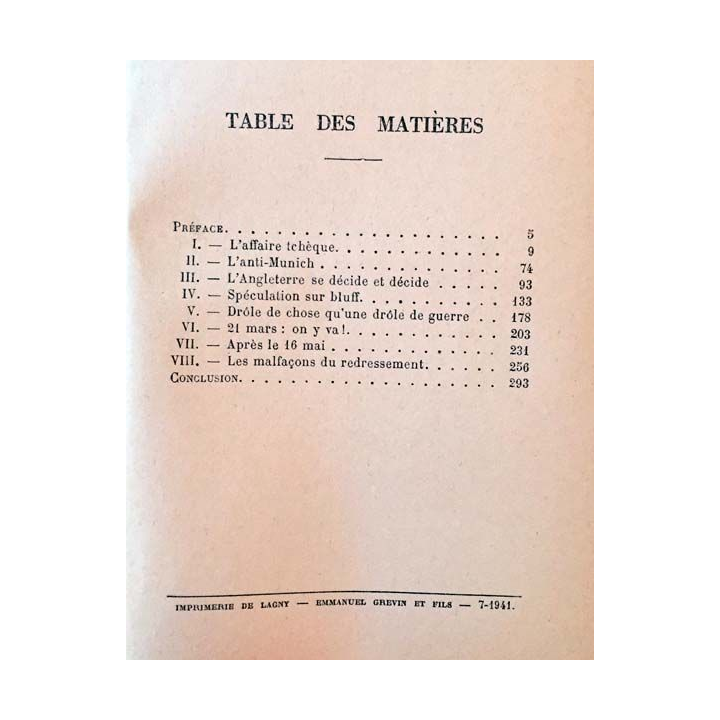 TABLE DES MATIÈRES
PRÉFACE. . . . . . . . . . . . . . . . . . . . . . 5
I. — L'affaire tchèque. . . . . . . . . . . . . . 9
II. — L'anti-Munich . . . . . . . . . . . . . . . 74
III. — L'Angleterre se décide et décide . . . . . 93
IV. — Spéculation sur bluff. . . . . . . . . . . . 133
V. — Drôle de chose qu'une drôle de guerre . . 178
VI. — 21 mars : on y va!. . . . . . . . . . . . . 203
VII. — Après le 16 mai . . . . . . . . . . . . . . 231
VIII. — Les malfaçons du redressement. . . . . . 256
CONCLUSION. . . . . . . . . . . . . . . . . . . . . 293
IMPRIMERIE DE LAGNY — EMMANUEL GREVIN ET FILS — 7-1941.